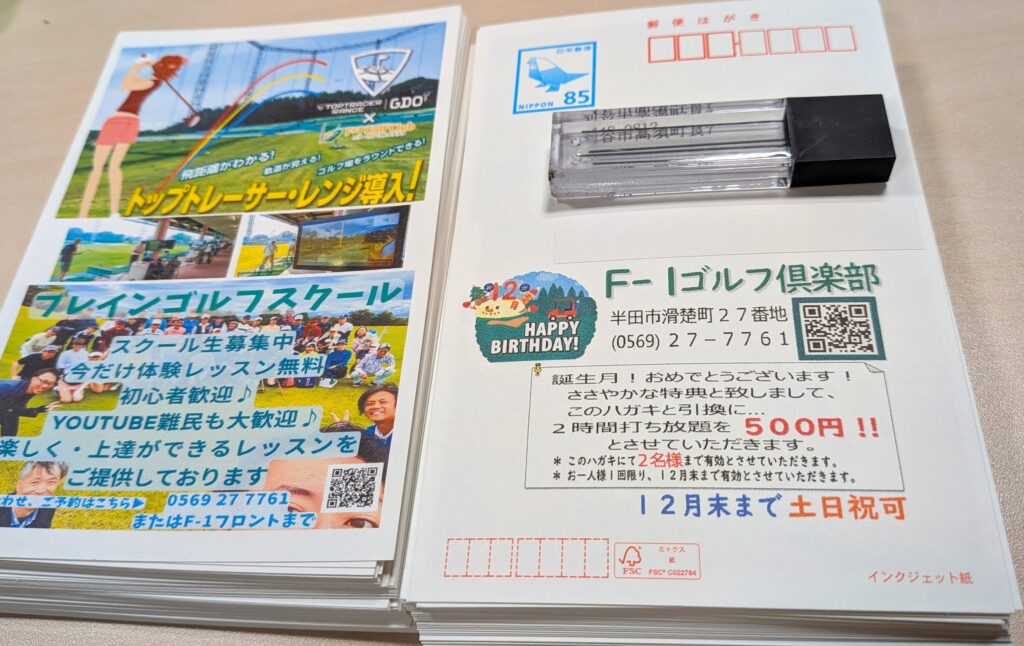 TOPTRACER
RANGE
GDO
×
飛距離がわかる!
軌道が見える!
ゴルフ場をラウンドできる!
トップトレーサー・レンジ導入!
ブレインゴルフスクール
スクール生募集中
今だけ体験レッスン無料
初心者歓迎♪
YOUTUBE難民も大歓迎♪
楽しく・上達ができるレッスンを
ご提供しております
わせ、ご予約はこちら▶ 0569 27 7761
またはF-1フロントまで
郵便はがき
日本郵便
NIPPON 85
12月
HAPPY
BIRTHDAY!
F-1ゴルフ倶楽部
半田市滑楚町27番地
(0569) 27-7761
誕生月!おめでとうございます!
ささやかな特典と致しまして、
このハガキと引換に…
2時間打ち放題を 500円!!
とさせていただきます。
* このハガキにて2名様まで有効とさせていただきます。
* お一人様1回限り、12月末まで有効とさせていただきます。
12月末まで 土日祝可
FSC
ミックス
紙
FSC® C022784
インクジェット紙